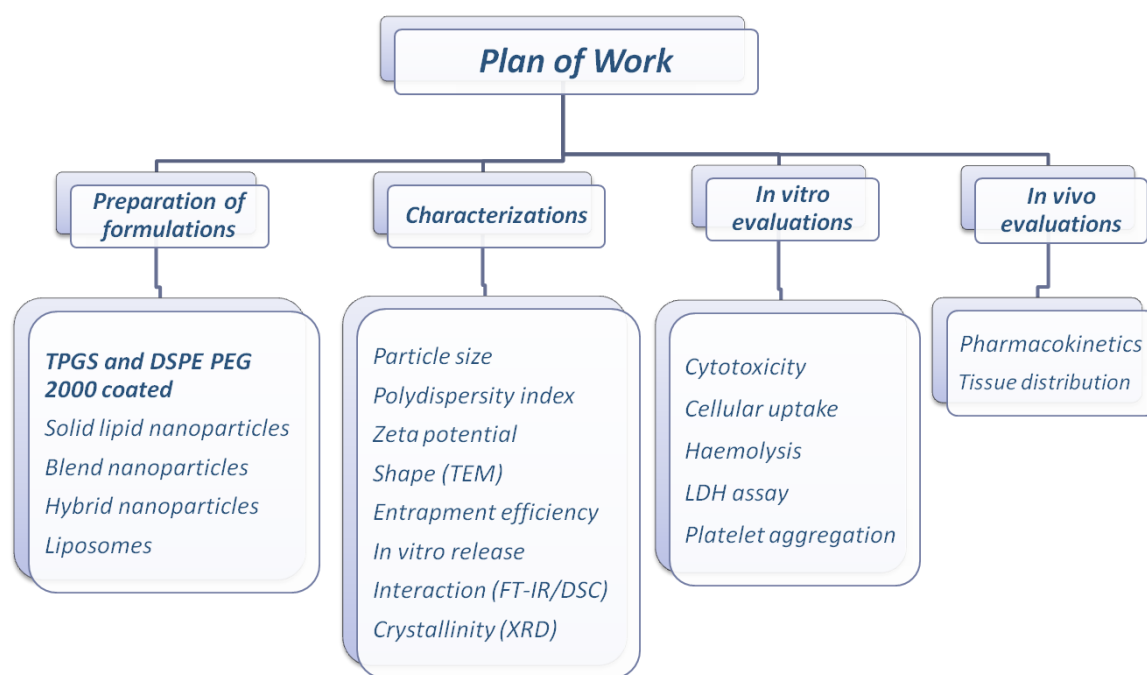 Plan of Work
Preparation of
formulations
Characterizations
In vitro
evaluations
In vivo
evaluations
TPGS and DSPE PEG
2000 coated
Solid lipid nanoparticles
Blend nanoparticles
Hybrid nanoparticles
Liposomes
Particle size
Polydispersity index
Zeta potential
Shape (TEM)
Entrapment efficiency
In vitro release
Interaction (FT-IR/DSC)
Crystallinity (XRD)
Cytotoxicity
Cellular uptake
Haemolysis
LDH assay
Platelet aggregation
Pharmacokinetics
Tissue distribution